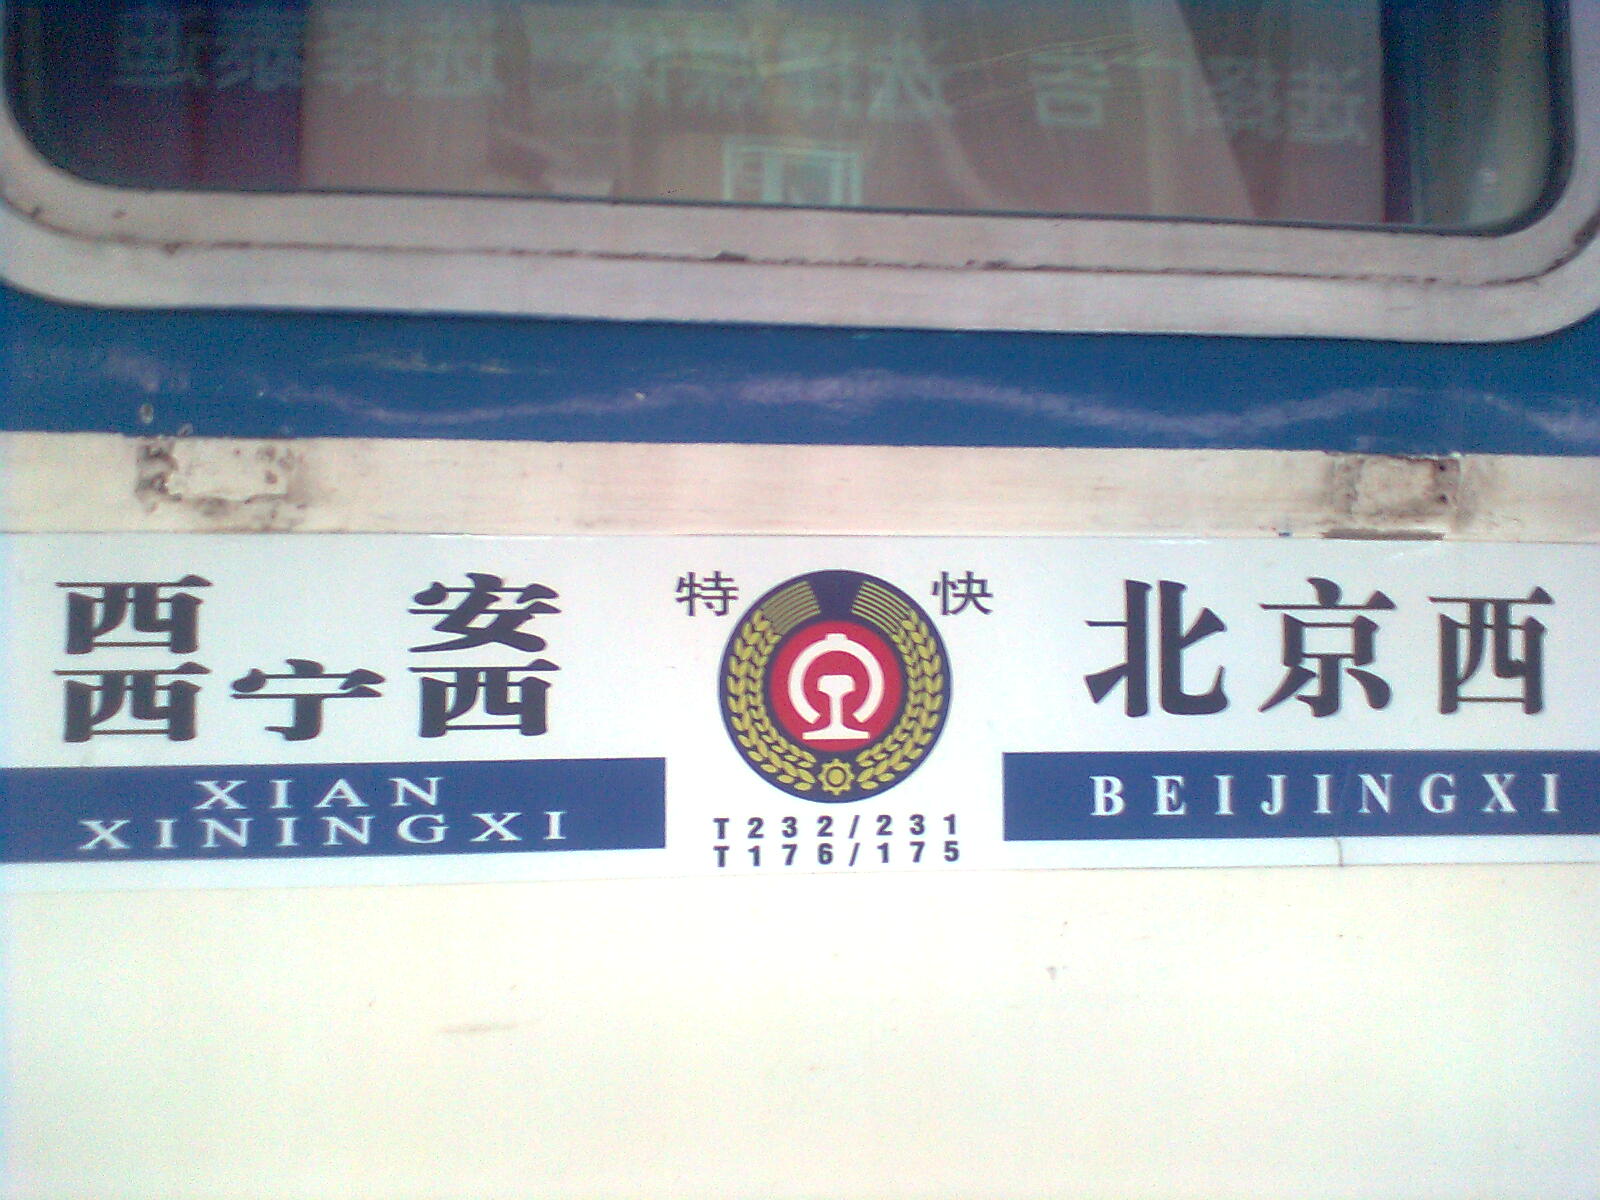 特 快
西 安
西宁西
XIAN
XININGXI
T232/231
T176/175
北京西
BEIJINGXI